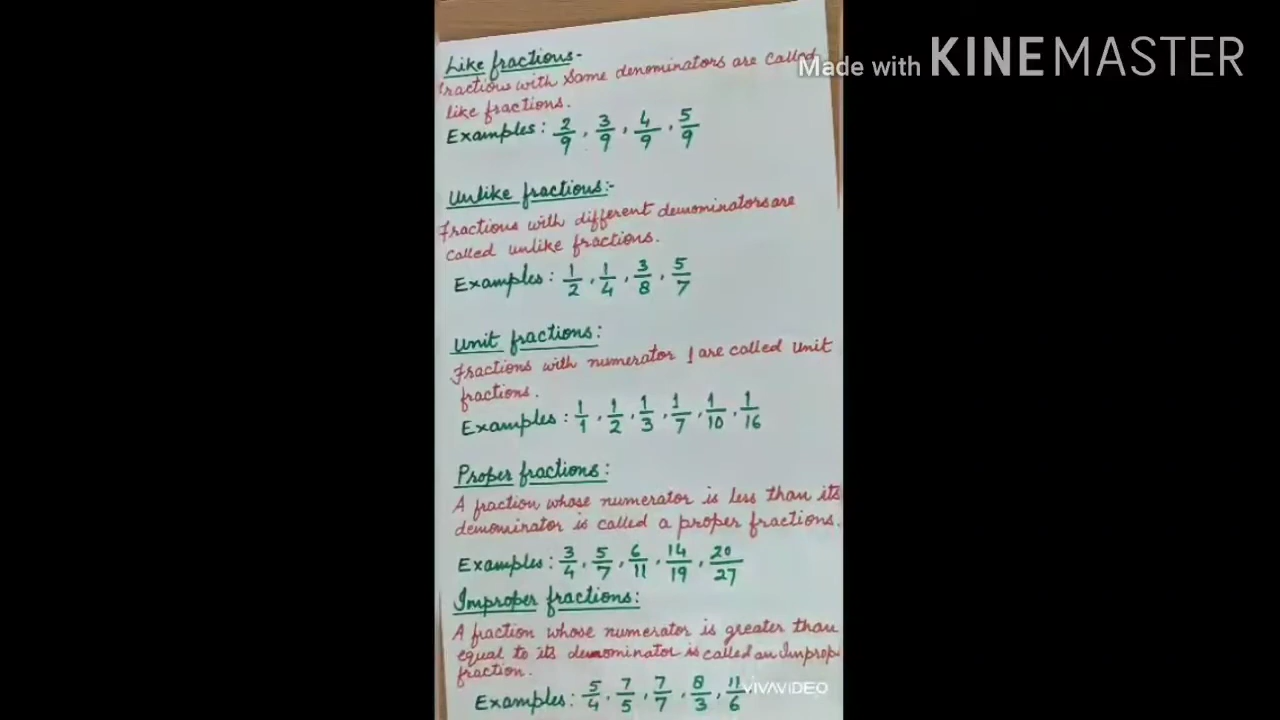 Like fractions-
Fractions with Same denominators are called
like fractions.
Examples: 2/9, 3/9, 4/9, 5/9
Unlike fractions:-
Fractions with different denominators are
called unlike fractions.
Examples: 1/2, 1/4, 3/8, 5/7
Unit fractions:
Fractions with numerator 1 are called Unit
fractions.
Examples: 1/1, 1/2, 1/3, 1/7, 1/10, 1/16
Proper fractions:
A fraction whose numerator is less than its
denominator is called a proper fractions.
Examples: 3/4, 5/7, 6/11, 14/19, 20/27
Improper fractions:
A fraction whose numerator is greater than
equal to its denominator is called an Improp
fraction.
Examples: 5/4, 7/5, 7/7, 8/3, 11/6
Made with KINEMASTER
VIVAVIDEO